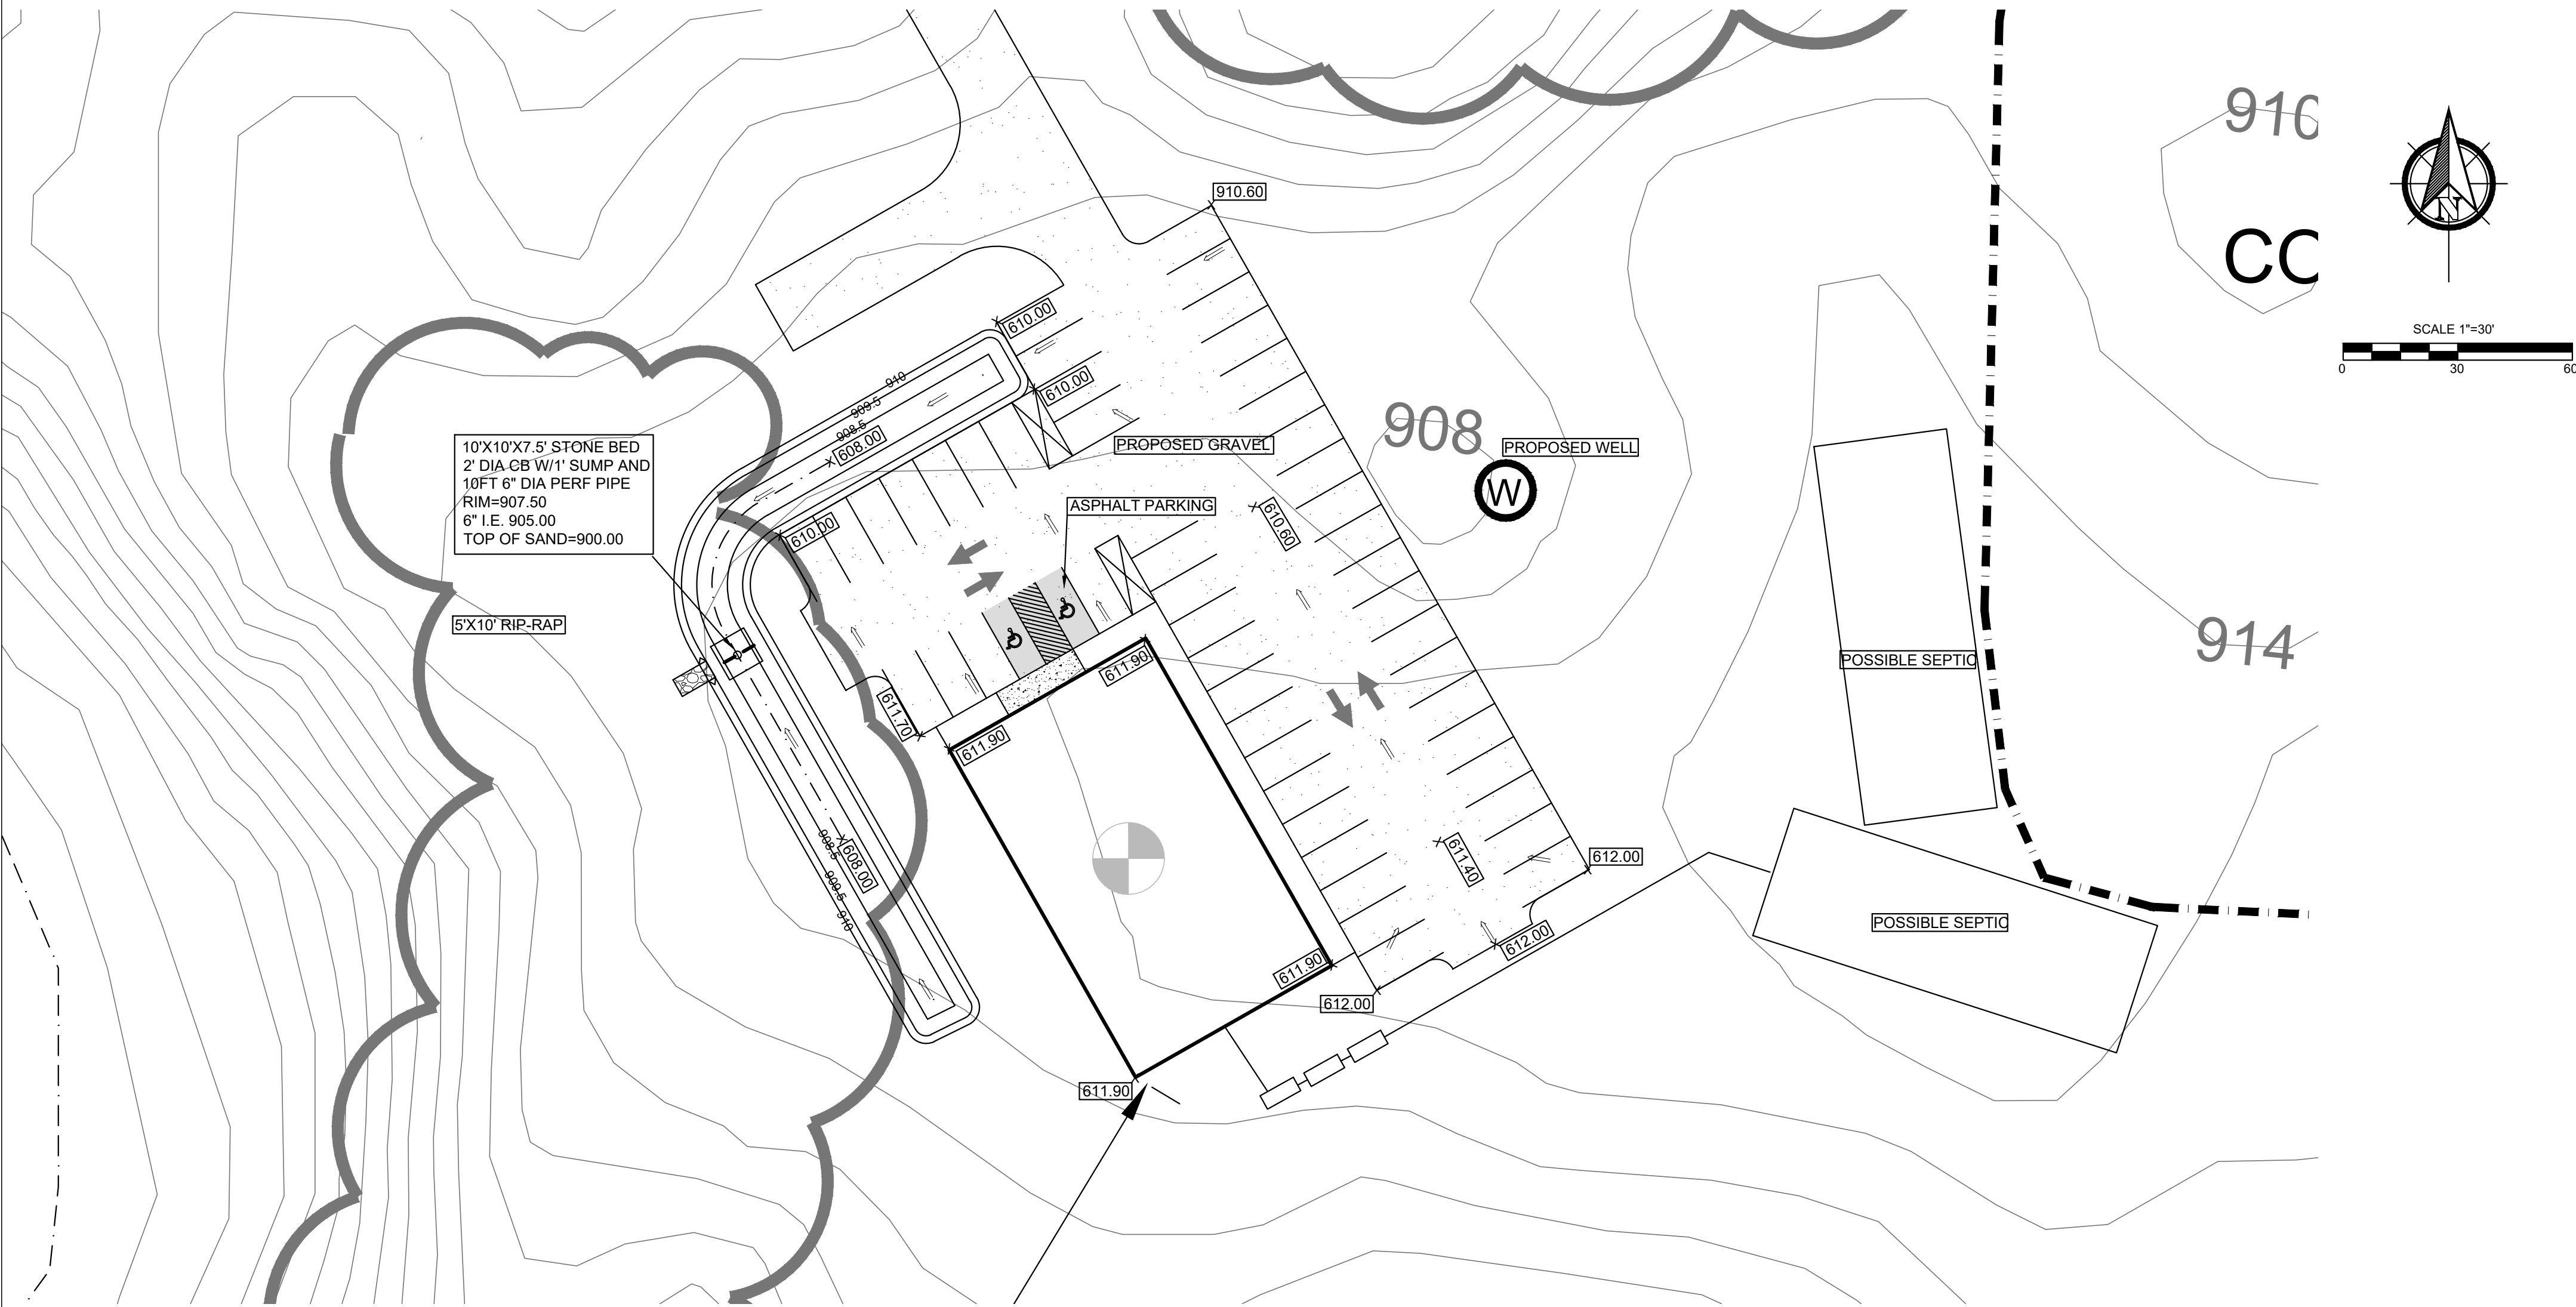 910
CC
N
SCALE 1"=30'
0 30 60
910.60
610.00
610.00
910
909.5
908.5
608.00
PROPOSED GRAVEL
908
PROPOSED WELL
W
10'X10'X7.5' STONE BED
2' DIA CB W/1' SUMP AND
10FT 6" DIA PERF PIPE
RIM=907.50
6" I.E. 905.00
TOP OF SAND=900.00
610.00
ASPHALT PARKING
610.60
5'X10' RIP-RAP
611.90
611.70
611.90
914
POSSIBLE SEPTIC
908.5
608.00
909.5
910
611.40
612.00
POSSIBLE SEPTIC
612.00
611.90
612.00
611.90